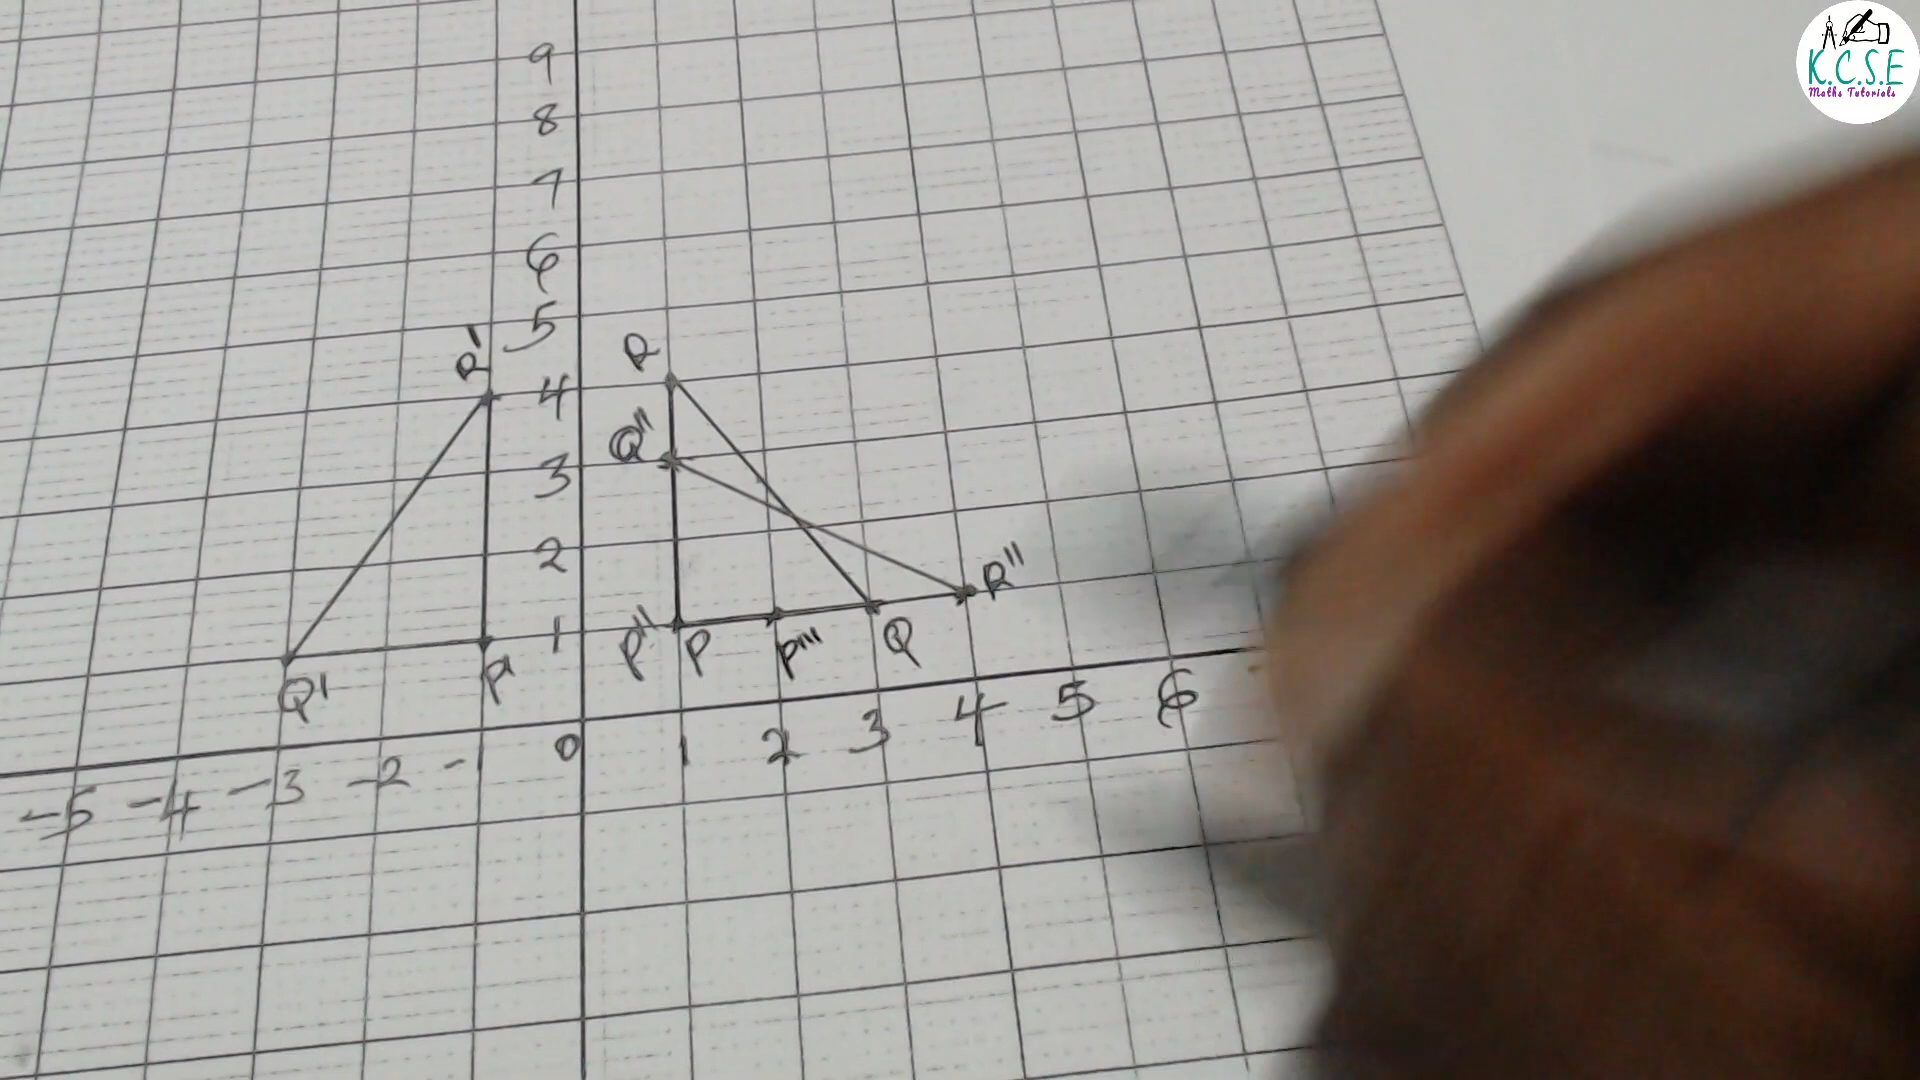 K.C.S.E
Maths Tutorials
9
8
7
6
5
R'
R
4
Q"
3
2
R"
1
P"
P
P'''
Q
Q'
P'
-5 -4 -3 -2 -1 0 1 2 3 4 5 6